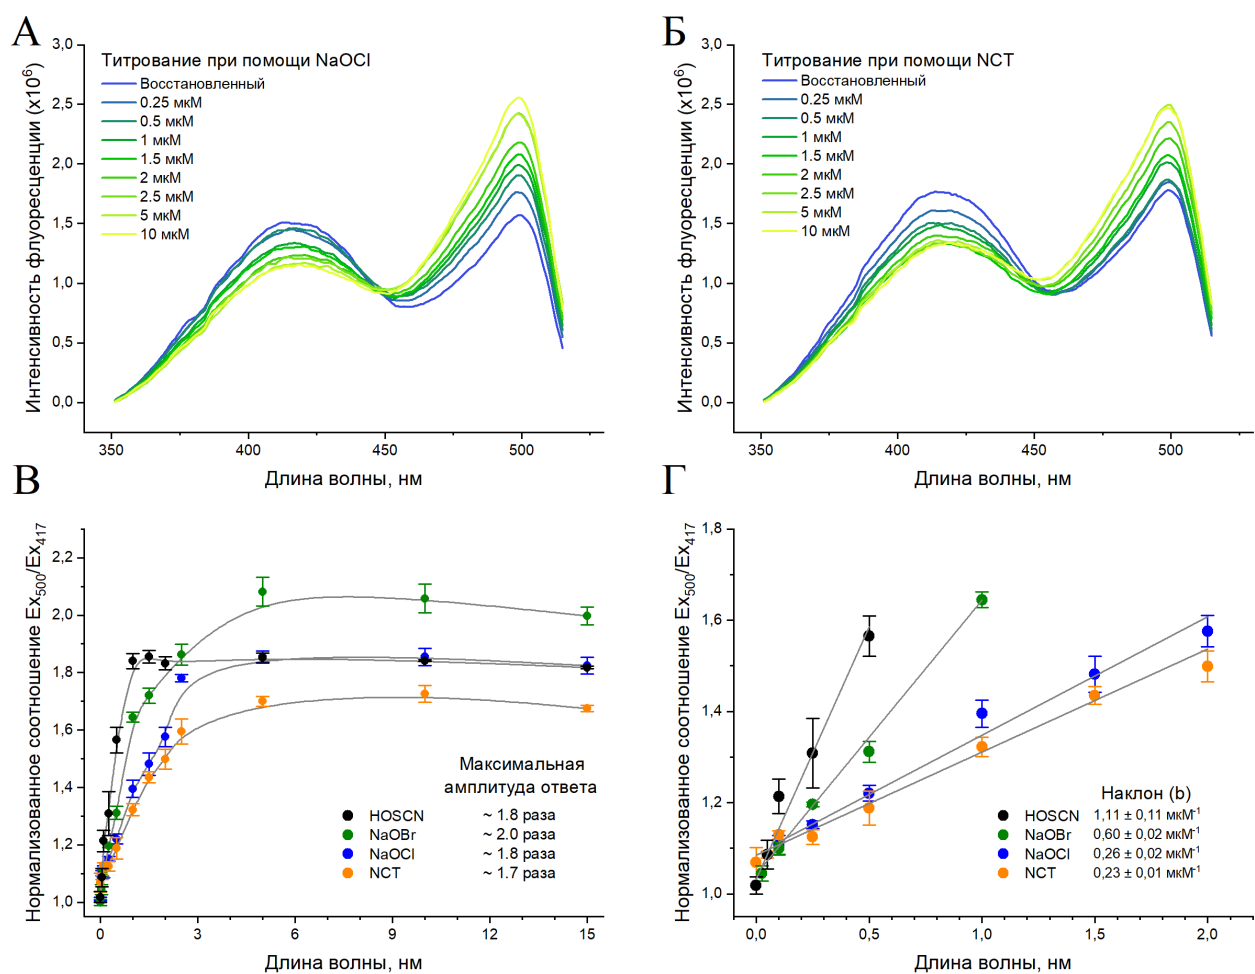 А
Интенсивность флуоресценции (x10⁶)
3,0
2,5
2,0
1,5
1,0
0,5
0,0
Титрование при помощи NaOCl
Восстановленный
0.25 мкМ
0.5 мкМ
1 мкМ
1.5 мкМ
2 мкМ
2.5 мкМ
5 мкМ
10 мкМ
350 400 450 500
Длина волны, нм
Б
Интенсивность флуоресценции (x10⁶)
3,0
2,5
2,0
1,5
1,0
0,5
0,0
Титрование при помощи NCT
Восстановленный
0.25 мкМ
0.5 мкМ
1 мкМ
1.5 мкМ
2 мкМ
2.5 мкМ
5 мкМ
10 мкМ
350 400 450 500
Длина волны, нм
В
Нормализованное соотношение Ex₅₀₀/Ex₄₁₇
2,2
2,0
1,8
1,6
1,4
1,2
1,0
Максимальная
амплитуда ответа
HOSCN ~ 1.8 раза
NaOBr ~ 2.0 раза
NaOCl ~ 1.8 раза
NCT ~ 1.7 раза
0 3 6 9 12 15
Длина волны, нм
Г
Нормализованное соотношение Ex₅₀₀/Ex₄₁₇
1,8
1,6
1,4
1,2
1,0
Наклон (b)
HOSCN 1,11 ± 0,11 мкМ⁻¹
NaOBr 0,60 ± 0,02 мкМ⁻¹
NaOCl 0,26 ± 0,02 мкМ⁻¹
NCT 0,23 ± 0,01 мкМ⁻¹
0,0 0,5 1,0 1,5 2,0
Длина волны, нм